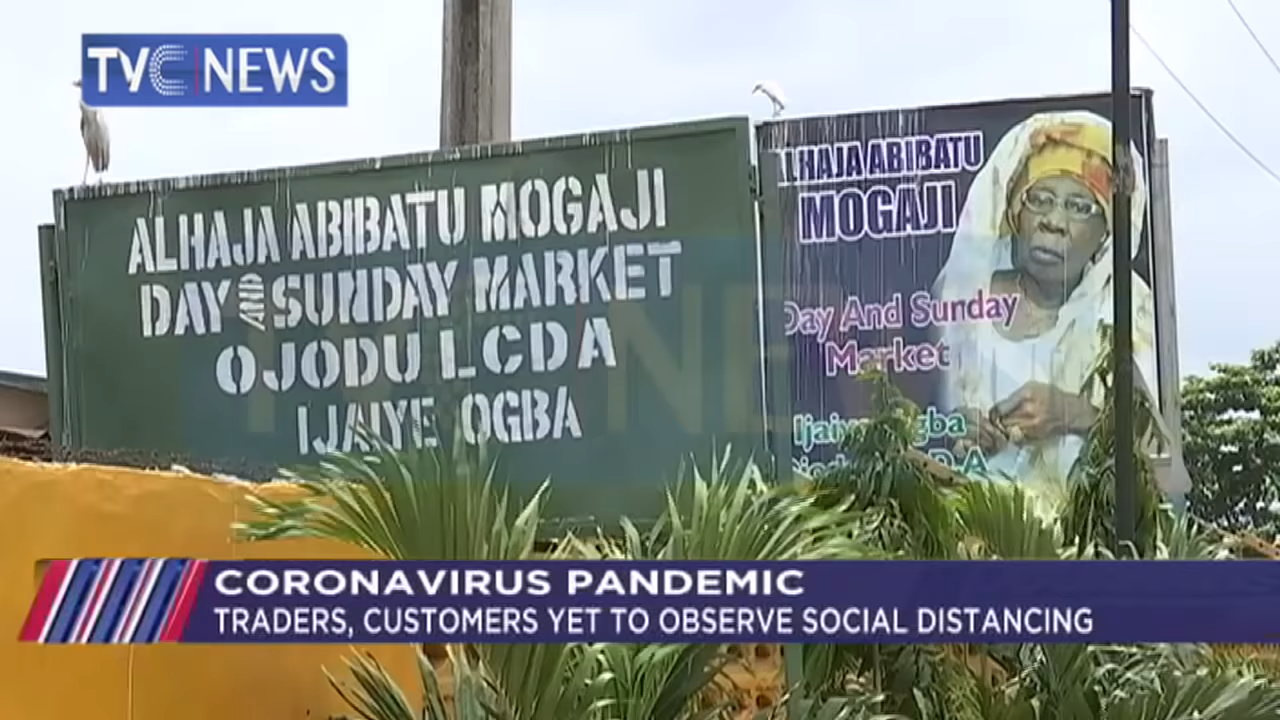 TVC NEWS
ALHAJA ABIBATU MOGAJI
DAY AND SUNDAY MARKET
OJODU LCDA
IJAIYE OGBA
ALHAJA ABIBATU
MOGAJI
Day And Sunday
Market
CORONAVIRUS PANDEMIC
TRADERS, CUSTOMERS YET TO OBSERVE SOCIAL DISTANCING